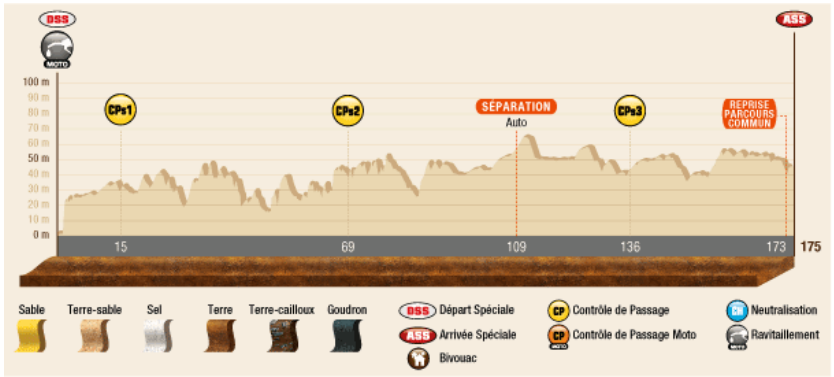 DSS
ASS
MOTO
100 m
90 m
80 m
70 m
60 m
50 m
40 m
30 m
20 m
10 m
0 m
CPs1
CPs2
SÉPARATION
Auto
CPs3
REPRISE
PARCOURS
COMMUN
15
69
109
136
173
175
Sable
Terre-sable
Sel
Terre
Terre-cailloux
Goudron
DSS Départ Spéciale
ASS Arrivée Spéciale
Bivouac
CP Contrôle de Passage
CP MOTO Contrôle de Passage Moto
CN Neutralisation
MOTO Ravitaillement